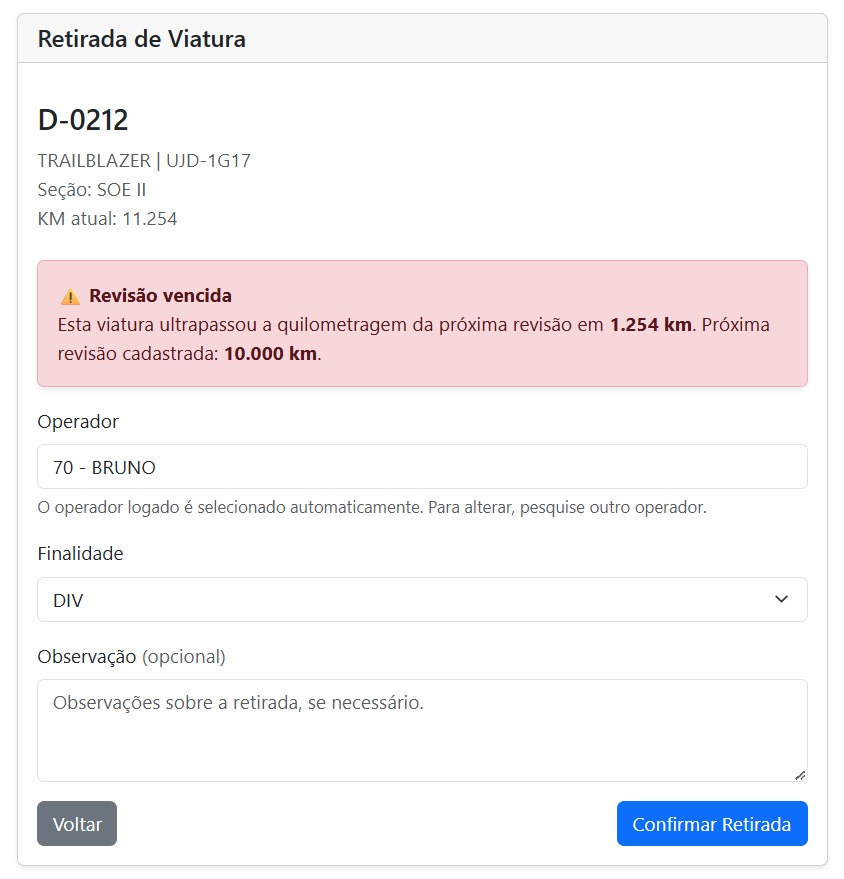 Retirada de Viatura
D-0212
TRAILBLAZER | UJD-1G17
Seção: SOE II
KM atual: 11.254
⚠️ Revisão vencida
Esta viatura ultrapassou a quilometragem da próxima revisão em 1.254 km. Próxima
revisão cadastrada: 10.000 km.
Operador
70 - BRUNO
O operador logado é selecionado automaticamente. Para alterar, pesquise outro operador.
Finalidade
DIV
Observação (opcional)
Observações sobre a retirada, se necessário.
Voltar
Confirmar Retirada